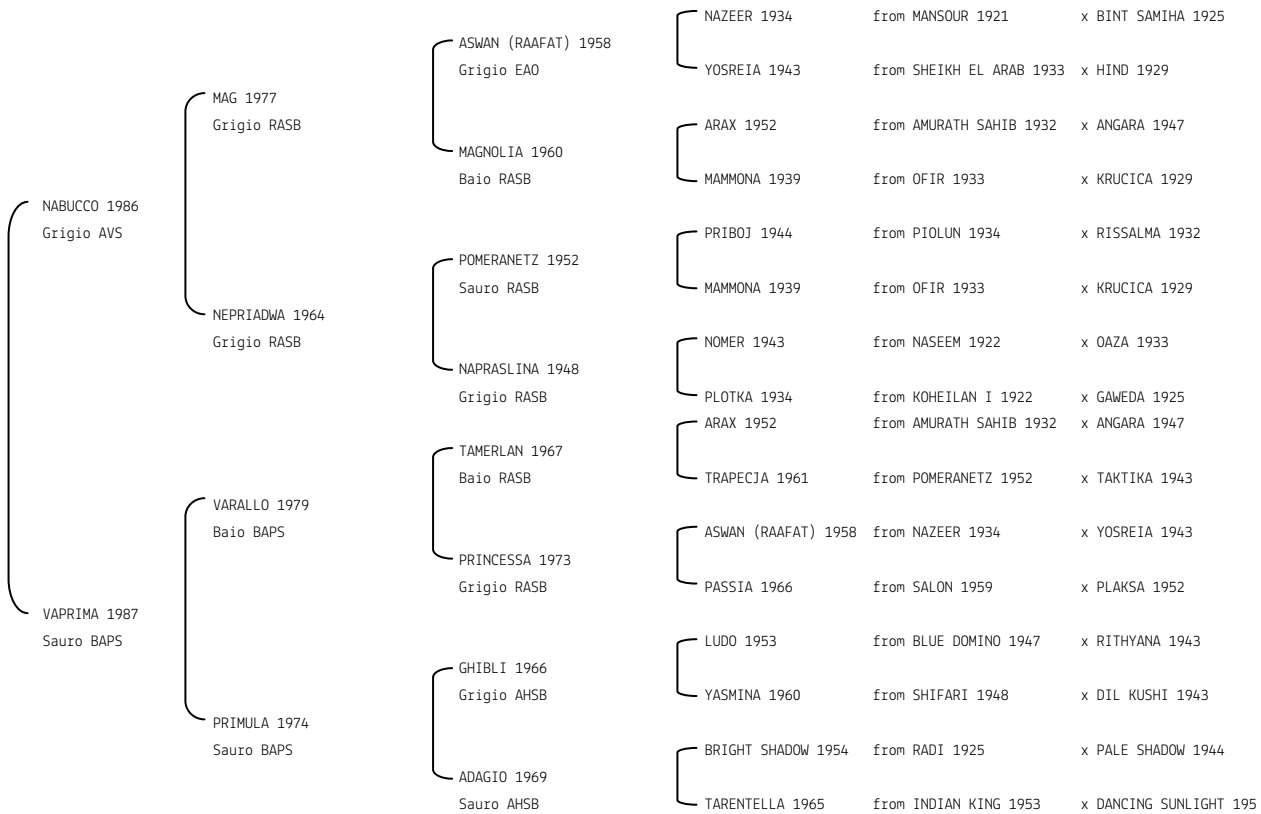 NAZEER 1934 from MANSOUR 1921 x BINT SAMIHA 1925
ASWAN (RAAFAT) 1958
Grigio EAO
YOSREIA 1943 from SHEIKH EL ARAB 1933 x HIND 1929
MAG 1977
Grigio RASB
ARAX 1952 from AMURATH SAHIB 1932 x ANGARA 1947
MAGNOLIA 1960
Baio RASB
MAMMONA 1939 from OFIR 1933 x KRUCICA 1929
NABUCCO 1986
Grigio AVS
PRIBOJ 1944 from PIOLUN 1934 x RISSALMA 1932
POMERANETZ 1952
Sauro RASB
MAMMONA 1939 from OFIR 1933 x KRUCICA 1929
NEPRIADWA 1964
Grigio RASB
NOMER 1943 from NASEEM 1922 x OAZA 1933
NAPRASLINA 1948
Grigio RASB
PLOTKA 1934 from KOHEILAN I 1922 x GAWEDA 1925
ARAX 1952 from AMURATH SAHIB 1932 x ANGARA 1947
TAMERLAN 1967
Baio RASB
TRAPECJA 1961 from POMERANETZ 1952 x TAKTIKA 1943
VARALLO 1979
Baio BAPS
ASWAN (RAAFAT) 1958 from NAZEER 1934 x YOSREIA 1943
PRINCESSA 1973
Grigio RASB
PASSIA 1966 from SALON 1959 x PLAKSA 1952
VAPRIMA 1987
Sauro BAPS
LUDO 1953 from BLUE DOMINO 1947 x RITHYANA 1943
GHIBLI 1966
Grigio AHSB
YASMINA 1960 from SHIFARI 1948 x DIL KUSHI 1943
PRIMULA 1974
Sauro BAPS
BRIGHT SHADOW 1954 from RADI 1925 x PALE SHADOW 1944
ADAGIO 1969
Sauro AHSB
TARENTELLA 1965 from INDIAN KING 1953 x DANCING SUNLIGHT 195